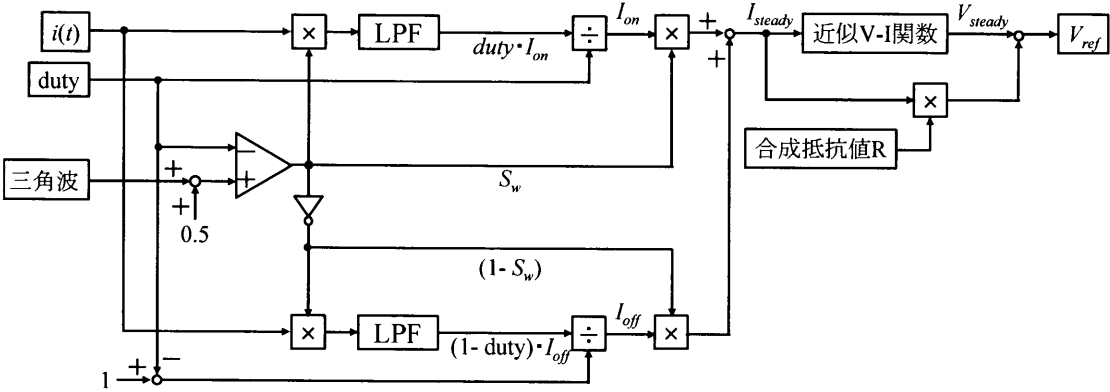 i(t)
×
LPF
duty・I_on
÷
I_on
×
+
+
I_steady
近似V-I関数
V_steady
V_ref
duty
×
合成抵抗値R
三角波
+
+
0.5
−
+
S_w
(1- S_w)
×
LPF
(1- duty)・I_off
÷
I_off
×
1
+
−